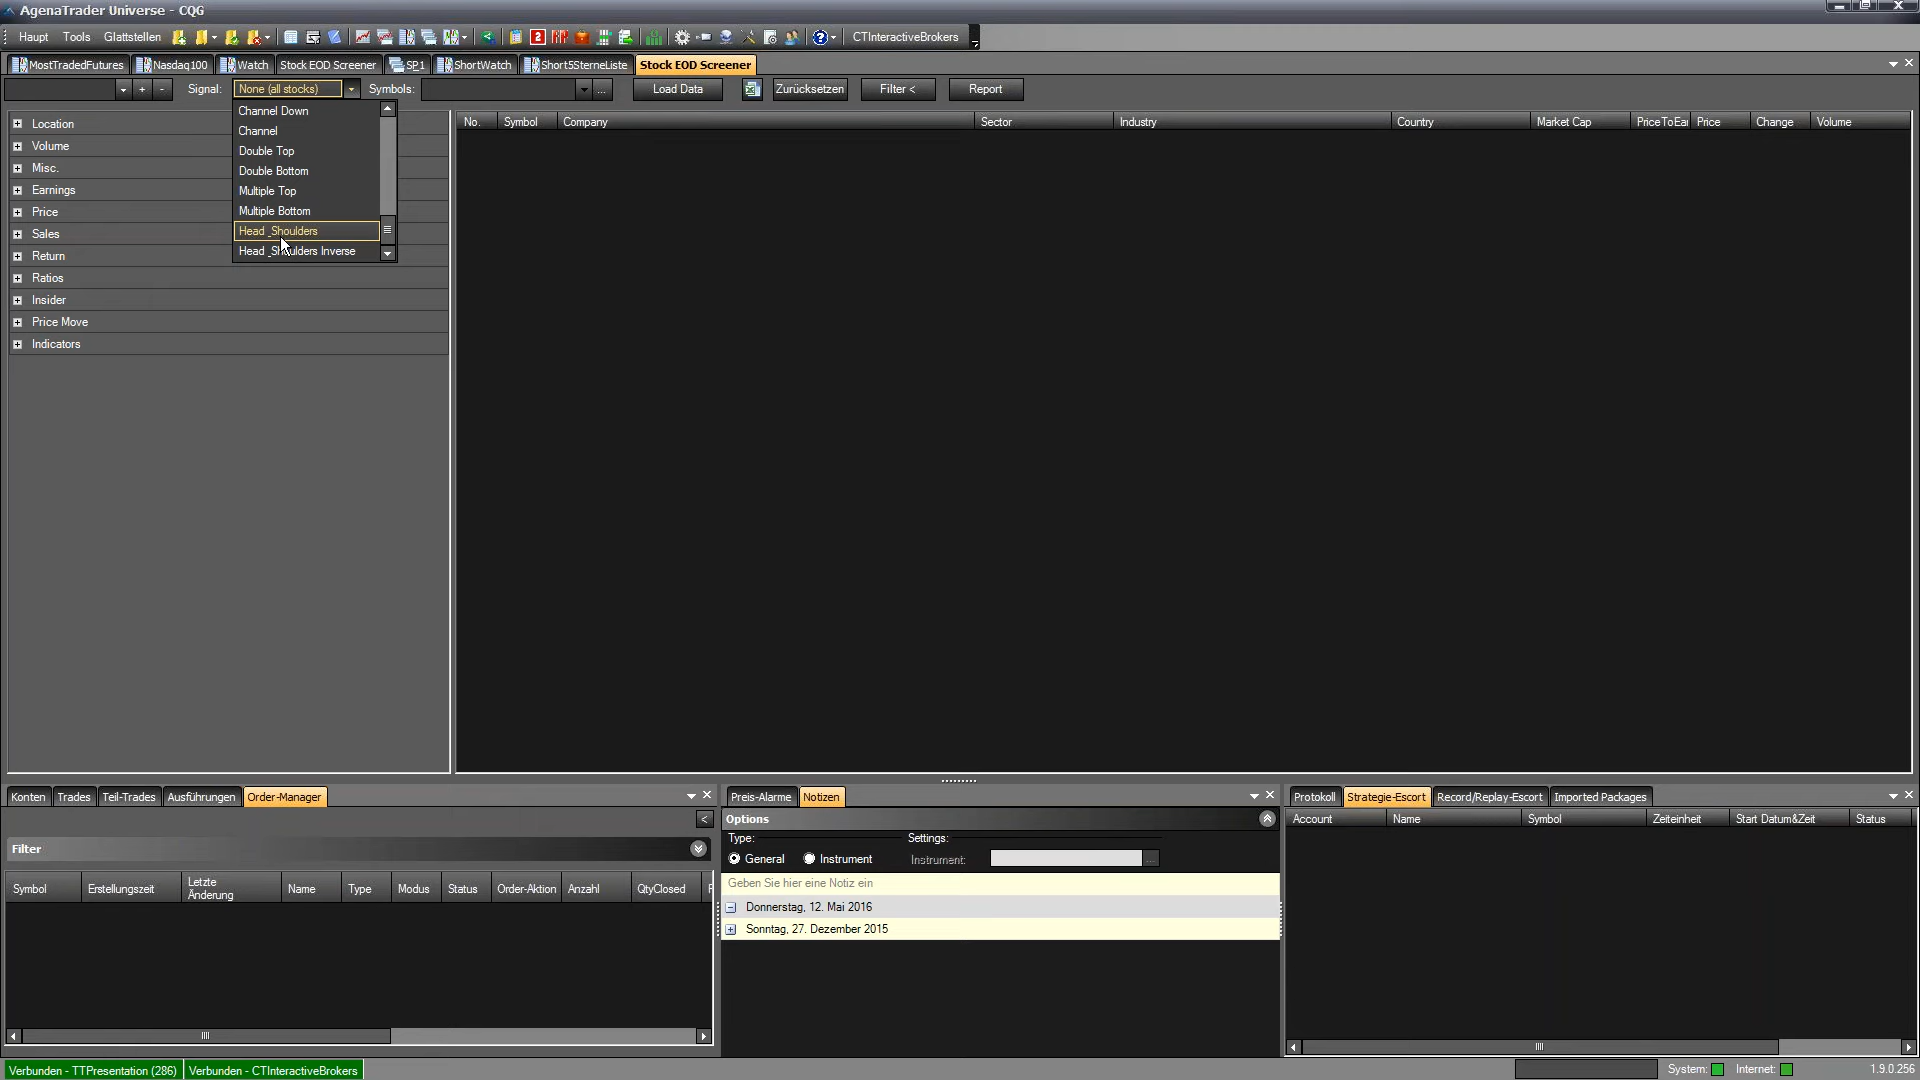 AgenaTrader Universe - CQG
Haupt Tools Glattstellen 2 CTInteractiveBrokers
MostTradedFutures Nasdaq100 Watch Stock EOD Screener SP1 ShortWatch Short5SterneListe Stock EOD Screener
+ - Signal: None (all stocks) Symbols: ... Load Data Zurücksetzen Filter < Report
Channel Down
Channel
Double Top
Double Bottom
Multiple Top
Multiple Bottom
Head _Shoulders
Head _Shoulders Inverse
Location
Volume
Misc.
Earnings
Price
Sales
Return
Ratios
Insider
Price Move
Indicators
No. Symbol Company Sector Industry Country Market Cap PriceToEar Price Change Volume
Konten Trades Teil-Trades Ausführungen Order-Manager
<
Filter
Symbol Erstellungszeit Letzte Änderung Name Type Modus Status Order-Aktion Anzahl QtyClosed F
Preis-Alarme Notizen
Options
Type: Settings:
General Instrument Instrument: ...
Geben Sie hier eine Notiz ein
Donnerstag, 12. Mai 2016
Sonntag, 27. Dezember 2015
Protokoll Strategie-Escort Record/Replay-Escort Imported Packages
Account Name Symbol Zeiteinheit Start Datum&Zeit Status
Verbunden - TTPresentation (286) Verbunden - CTInteractiveBrokers
System: Internet: 1.9.0.256